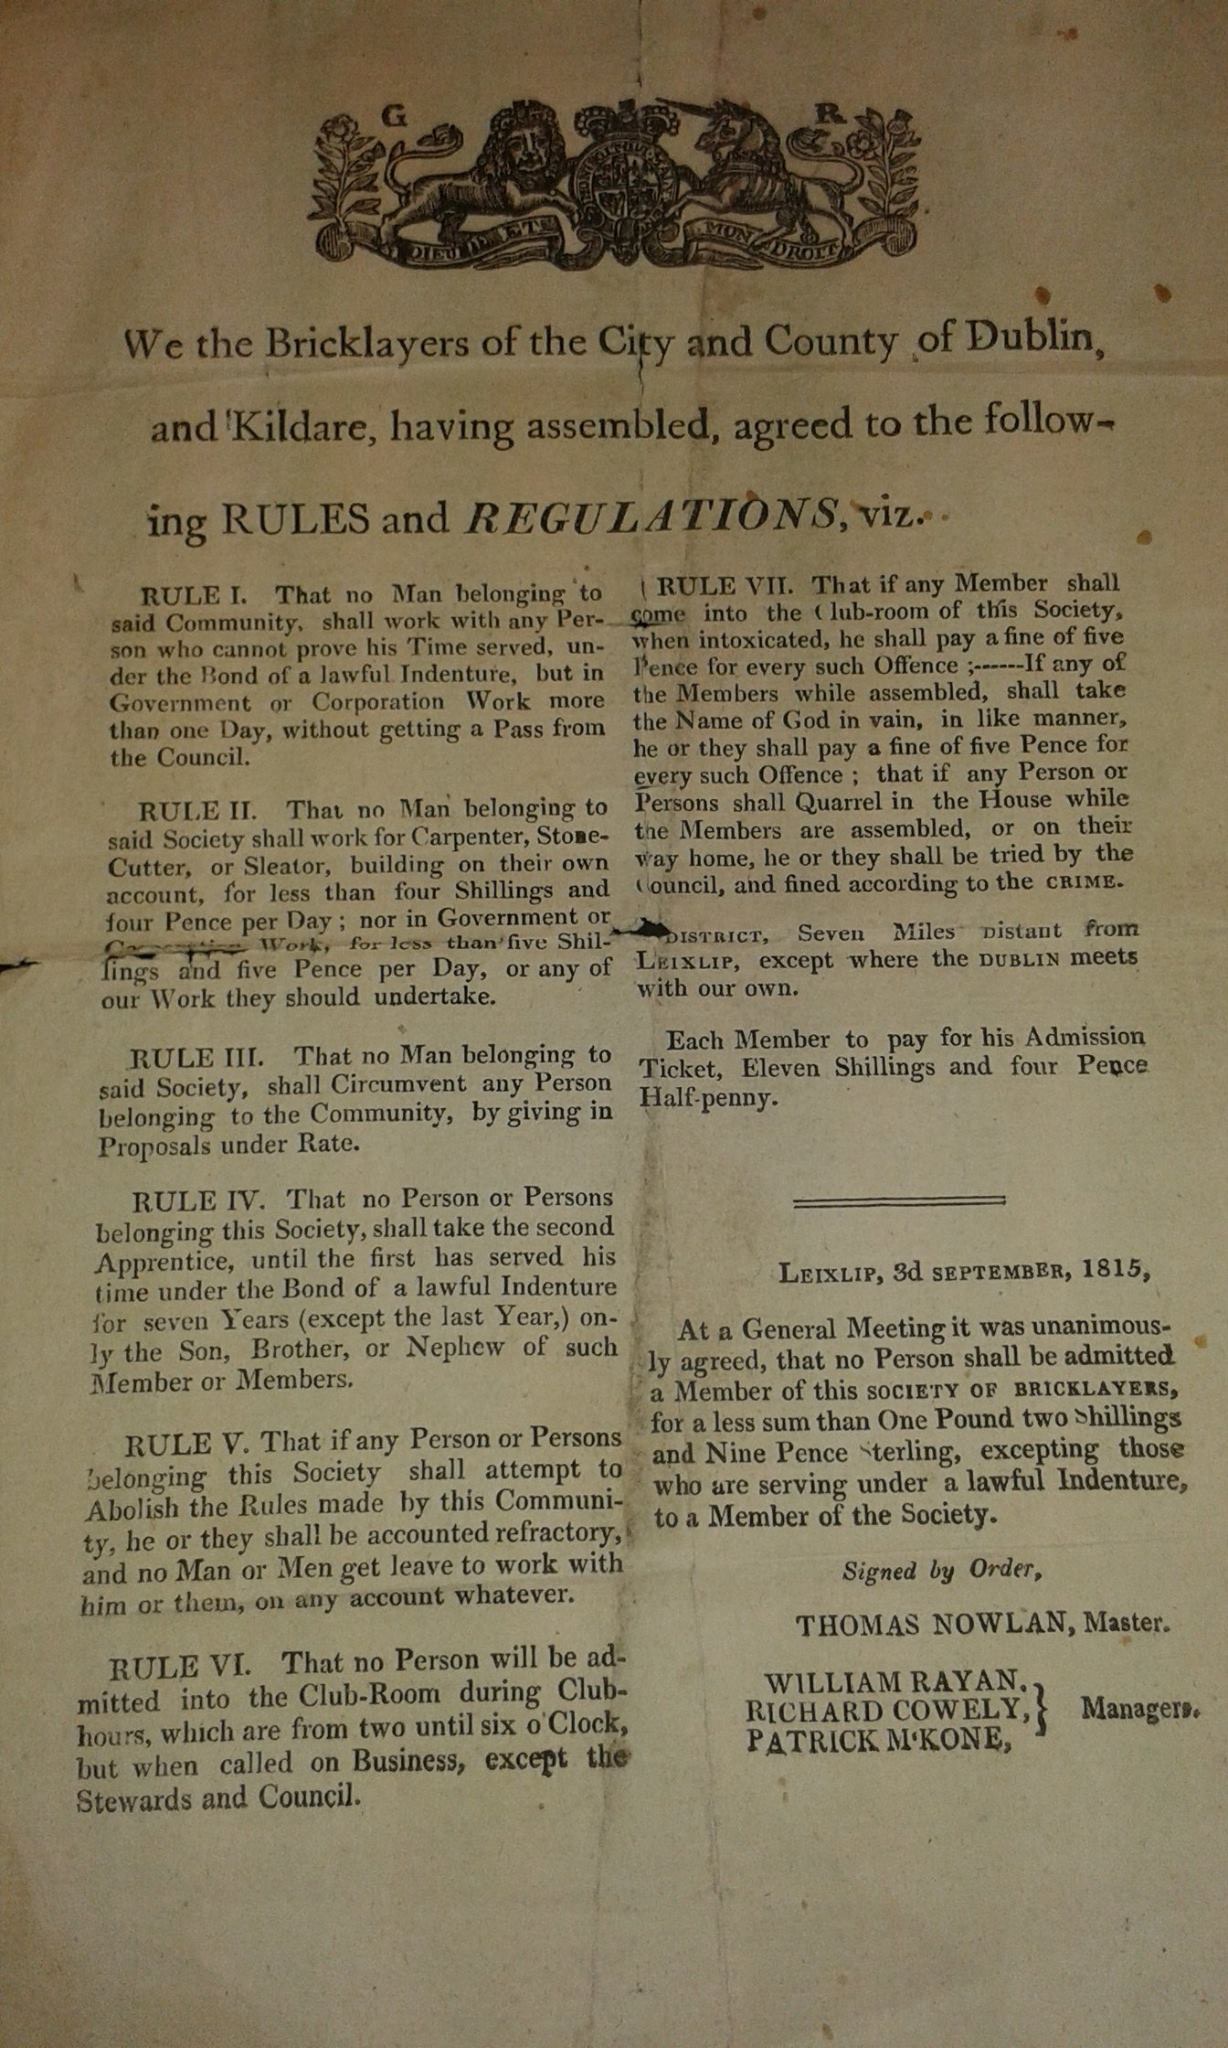 G R
DIEU ET
MON DROIT
We the Bricklayers of the City and County of Dublin,
and Kildare, having assembled, agreed to the follow-
ing RULES and REGULATIONS, viz.
RULE I. That no Man belonging to
said Community, shall work with any Per-
son who cannot prove his Time served, un-
der the Bond of a lawful Indenture, but in
Government or Corporation Work more
than one Day, without getting a Pass from
the Council.
RULE II. That no Man belonging to
said Society shall work for Carpenter, Stone-
Cutter, or Sleator, building on their own
account, for less than four Shillings and
four Pence per Day; nor in Government or
Work, for less than five Shil-
lings and five Pence per Day, or any of
our Work they should undertake.
RULE III. That no Man belonging to
said Society, shall Circumvent any Person
belonging to the Community, by giving in
Proposals under Rate.
RULE IV. That no Person or Persons
belonging this Society, shall take the second
Apprentice, until the first has served his
time under the Bond of a lawful Indenture
for seven Years (except the last Year,) on-
ly the Son, Brother, or Nephew of such
Member or Members.
RULE V. That if any Person or Persons
belonging this Society shall attempt to
Abolish the Rules made by this Communi-
ty, he or they shall be accounted refractory,
and no Man or Men get leave to work with
him or them, on any account whatever.
RULE VI. That no Person will be ad-
mitted into the Club-Room during Club-
hours, which are from two until six o'Clock,
but when called on Business, except the
Stewards and Council.
RULE VII. That if any Member shall
come into the Club-room of this Society,
when intoxicated, he shall pay a fine of five
Pence for every such Offence ;------If any of
the Members while assembled, shall take
the Name of God in vain, in like manner,
he or they shall pay a fine of five Pence for
every such Offence; that if any Person or
Persons shall Quarrel in the House while
the Members are assembled, or on their
way home, he or they shall be tried by the
Council, and fined according to the CRIME.
DISTRICT, Seven Miles Distant from
LEIXLIP, except where the DUBLIN meets
with our own.
Each Member to pay for his Admission
Ticket, Eleven Shillings and four Pence
Half-penny.
LEIXLIP, 3d SEPTEMBER, 1815,
At a General Meeting it was unanimous-
ly agreed, that no Person shall be admitted
a Member of this SOCIETY OF BRICKLAYERS,
for a less sum than One Pound two Shillings
and Nine Pence Sterling, excepting those
who are serving under a lawful Indenture,
to a Member of the Society.
Signed by Order,
THOMAS NOWLAN, Master.
WILLIAM RAYAN,
RICHARD COWELY, } Managers.
PATRICK M'KONE,